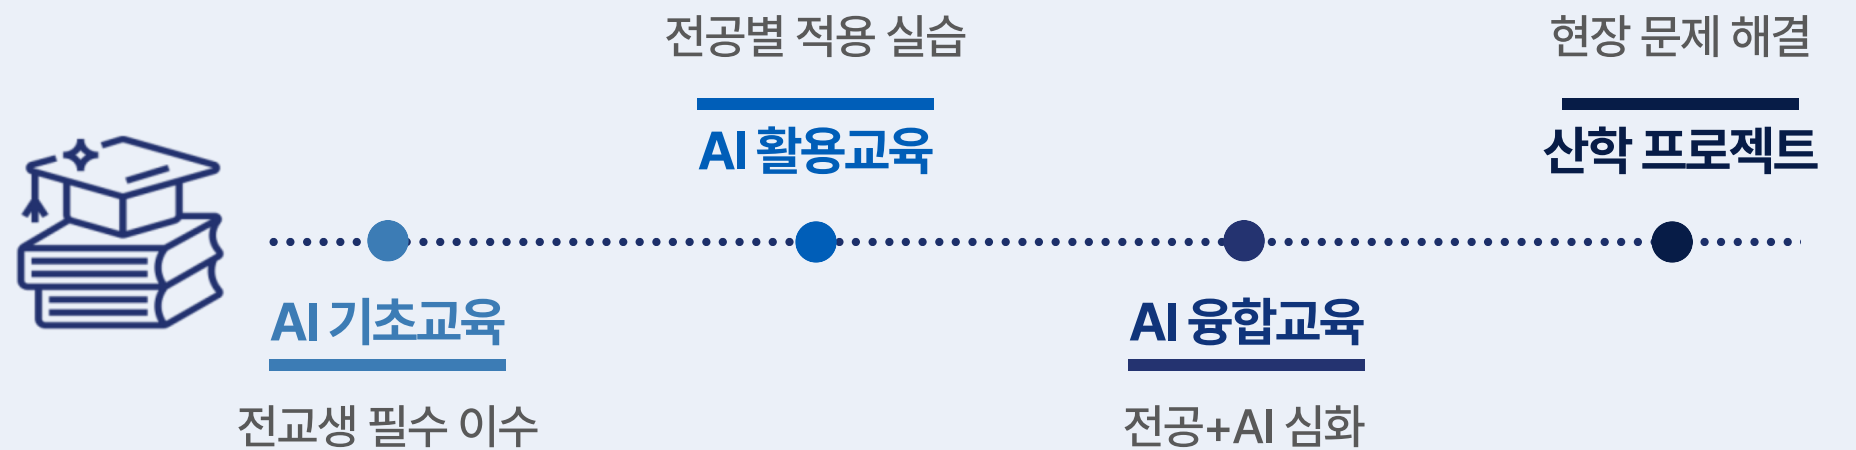 전공별 적용 실습
현장 문제 해결
AI 활용교육
산학 프로젝트
AI 기초교육
AI 융합교육
전교생 필수 이수
전공+AI 심화